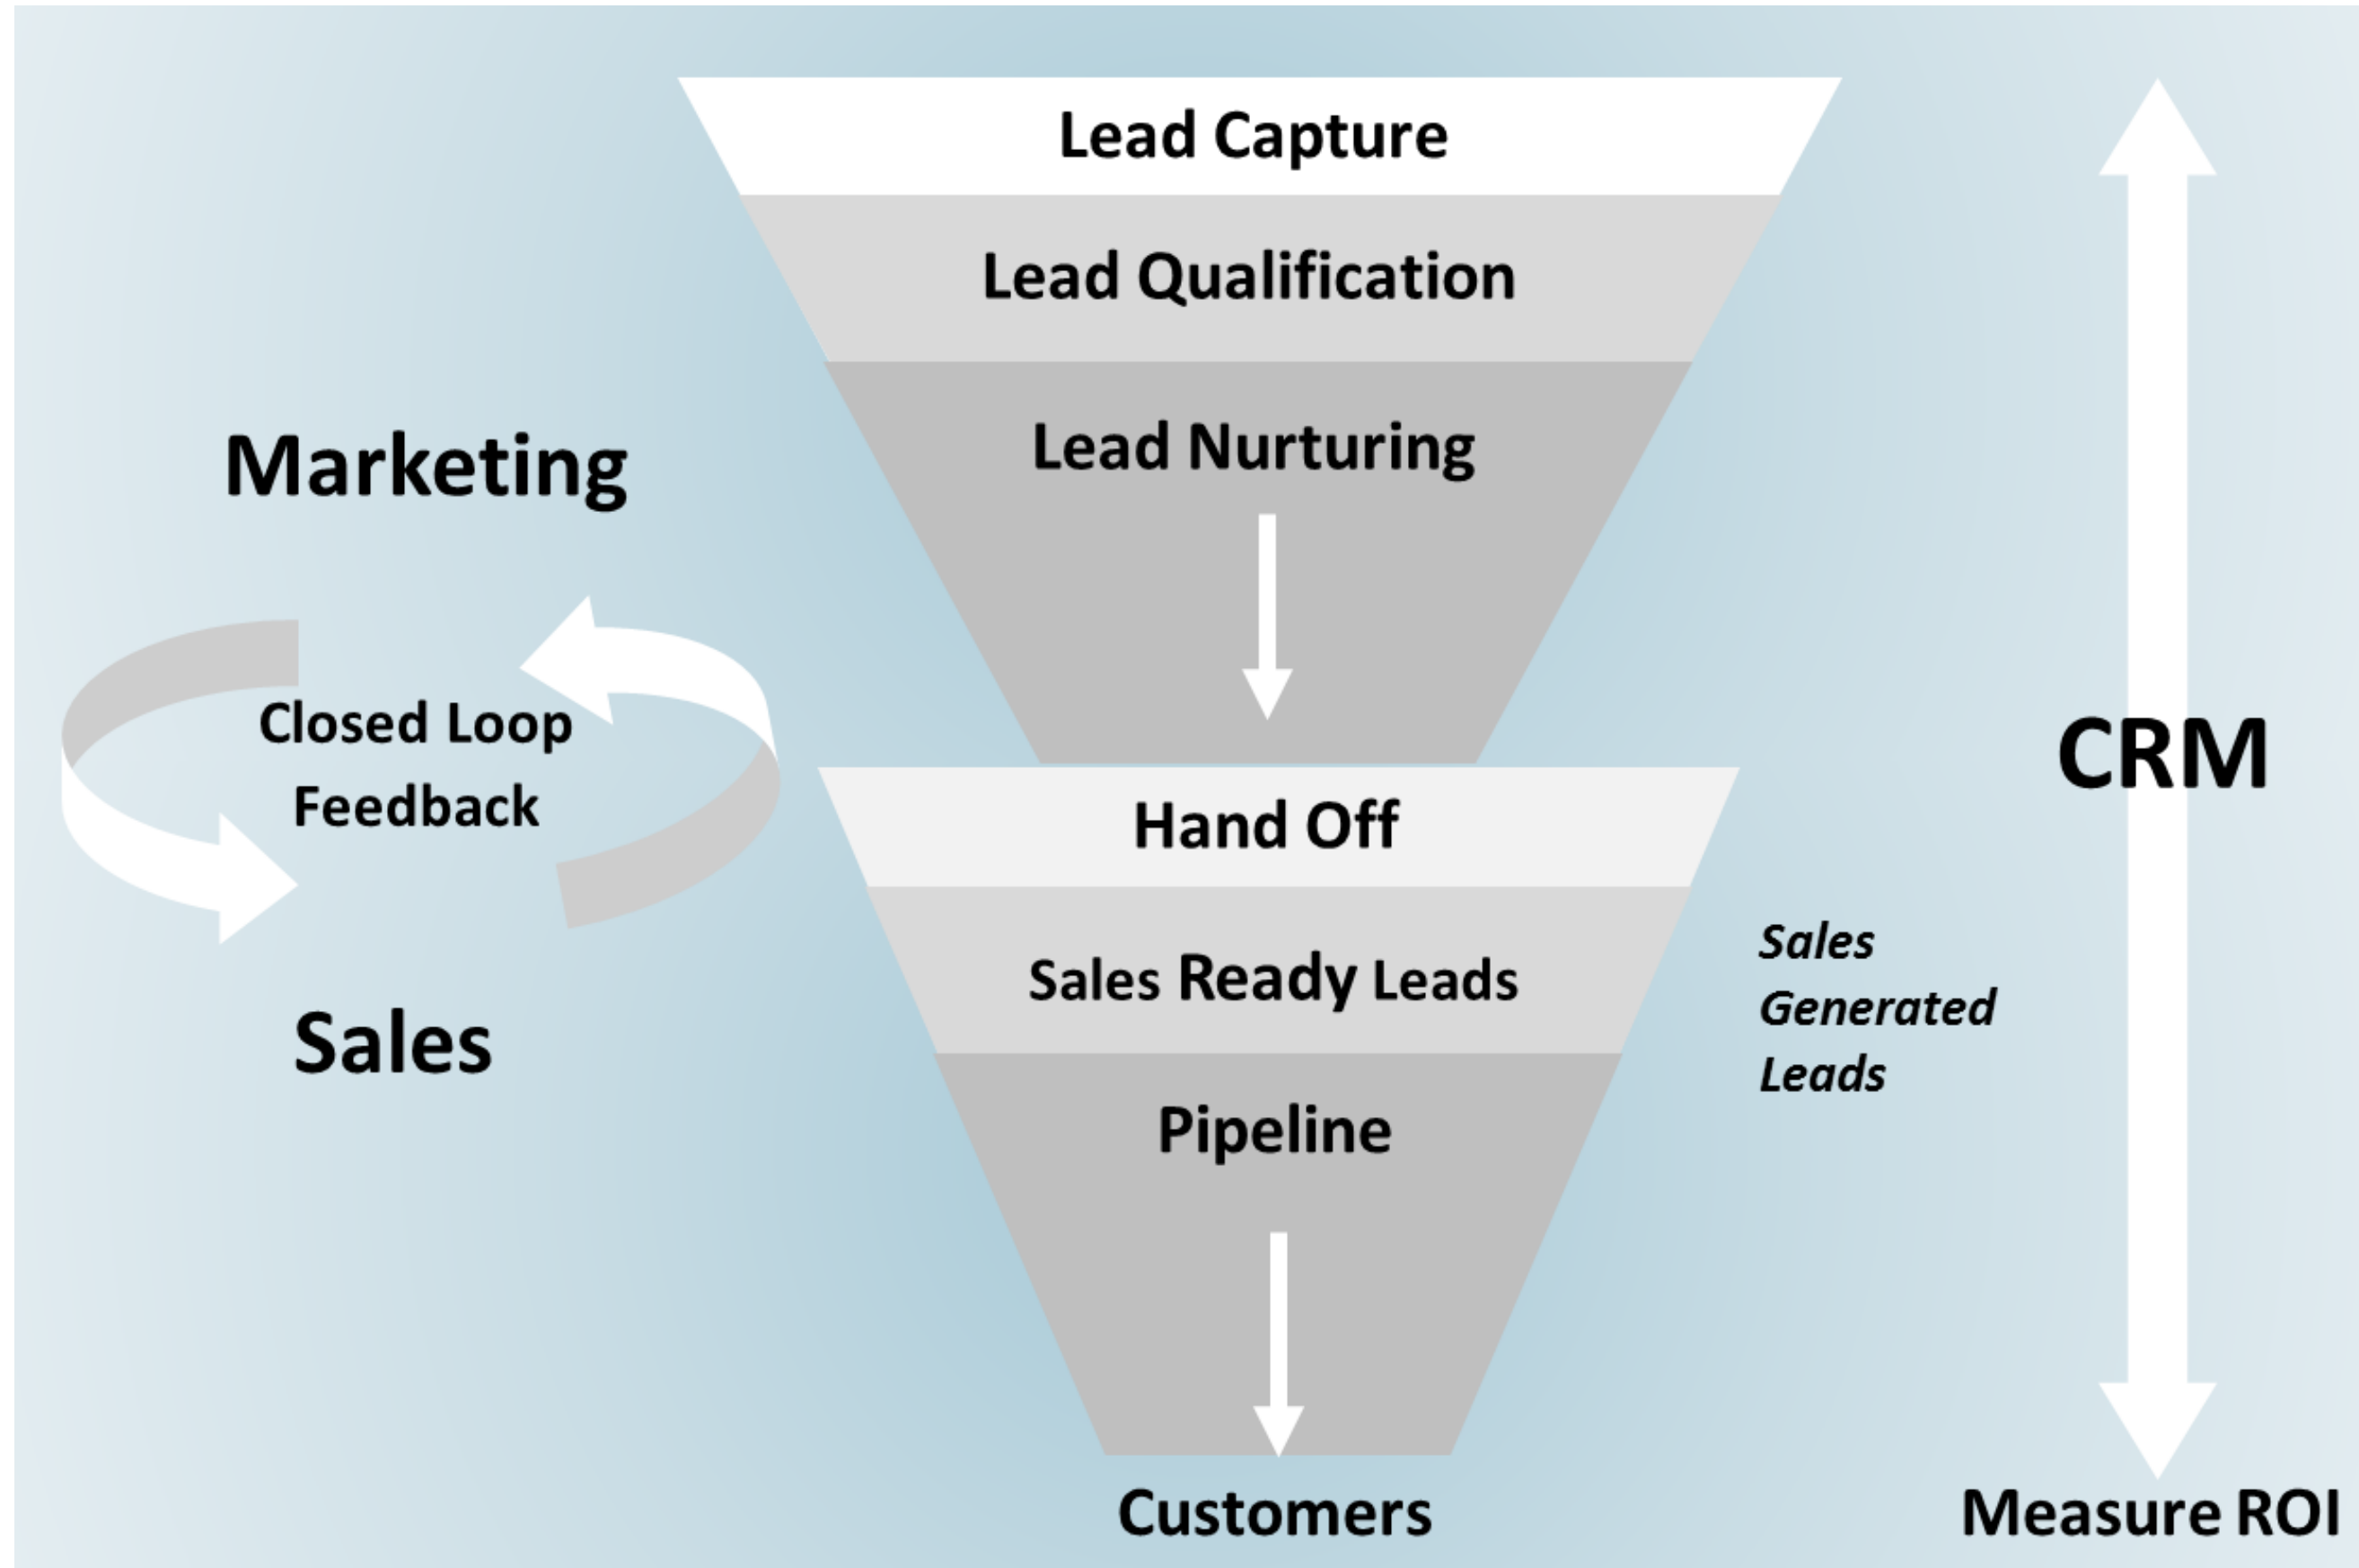 Lead Capture
Lead Qualification
Lead Nurturing
Marketing
Closed Loop
Feedback
Sales
Hand Off
Sales Ready Leads
Pipeline
Customers
Sales
Generated
Leads
CRM
Measure ROI